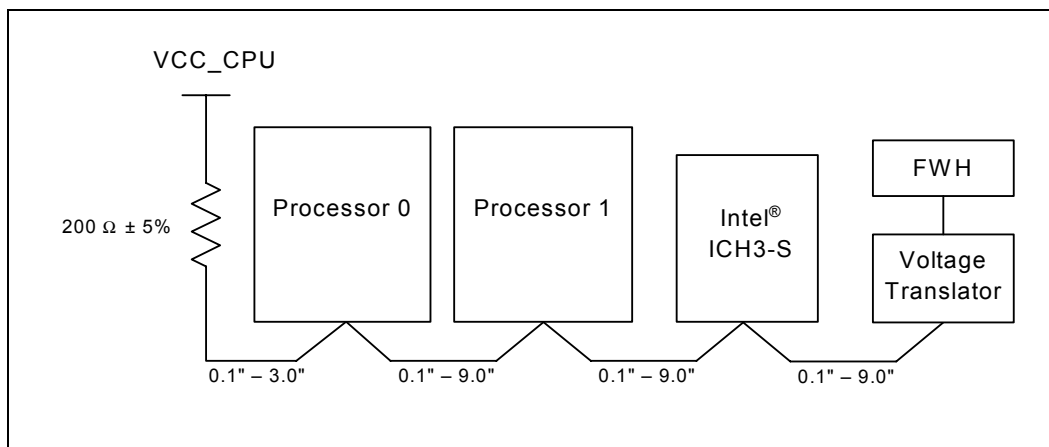 VCC_CPU
200 Ω ± 5%
Processor 0
Processor 1
Intel®
ICH3-S
FWH
Voltage
Translator
0.1" – 3.0"
0.1" – 9.0"
0.1" – 9.0"
0.1" – 9.0"